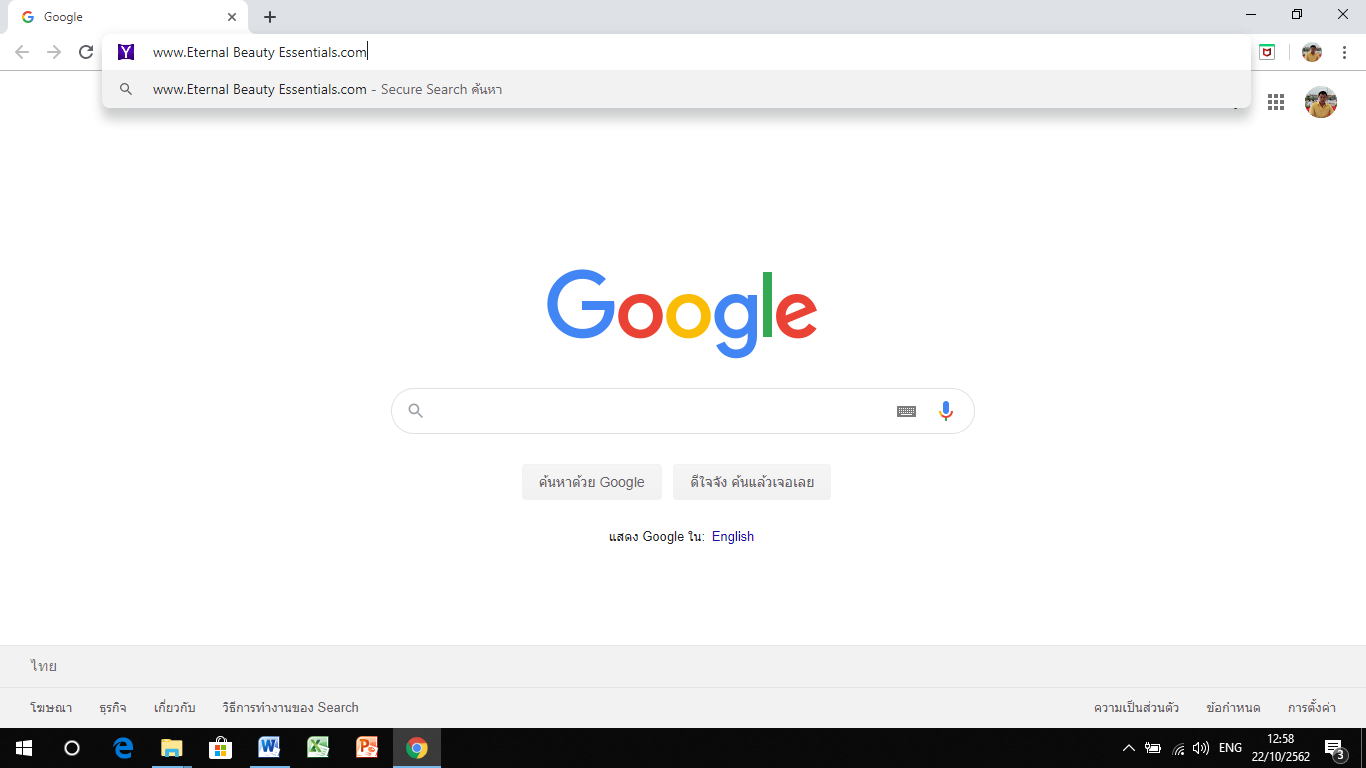 Google
www.Eternal Beauty Essentials.com
www.Eternal Beauty Essentials.com - Secure Search ค้นหา
Google
ค้นหาด้วย Google
ดีใจจัง ค้นแล้วเจอเลย
แสดง Google ใน: English
ไทย
โฆษณา ธุรกิจ เกี่ยวกับ วิธีการทำงานของ Search
ความเป็นส่วนตัว ข้อกำหนด การตั้งค่า
ENG
12:58
22/10/2562
3